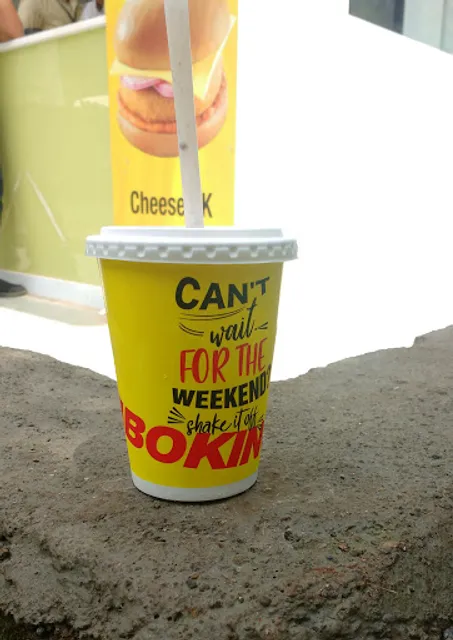 Cheese K
CAN'T
wait
FOR THE
WEEKEND?
shake it off
BOKIN